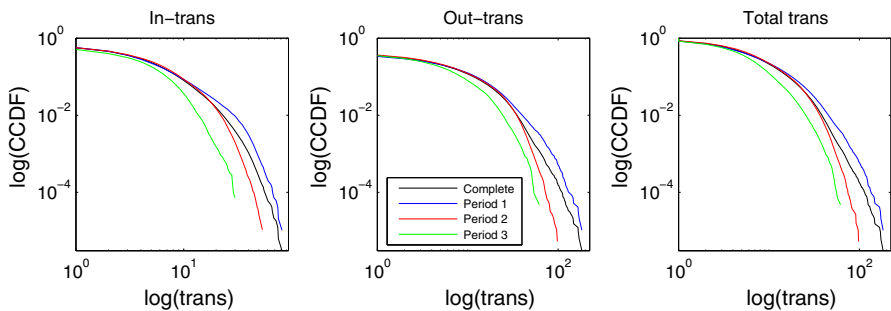 In-trans
log(CCDF)
10^0
10^-2
10^-4
10^0
10^1
log(trans)
Out-trans
log(CCDF)
10^0
10^-2
10^-4
Complete
Period 1
Period 2
Period 3
10^0
10^2
log(trans)
Total trans
log(CCDF)
10^0
10^-2
10^-4
10^0
10^2
log(trans)